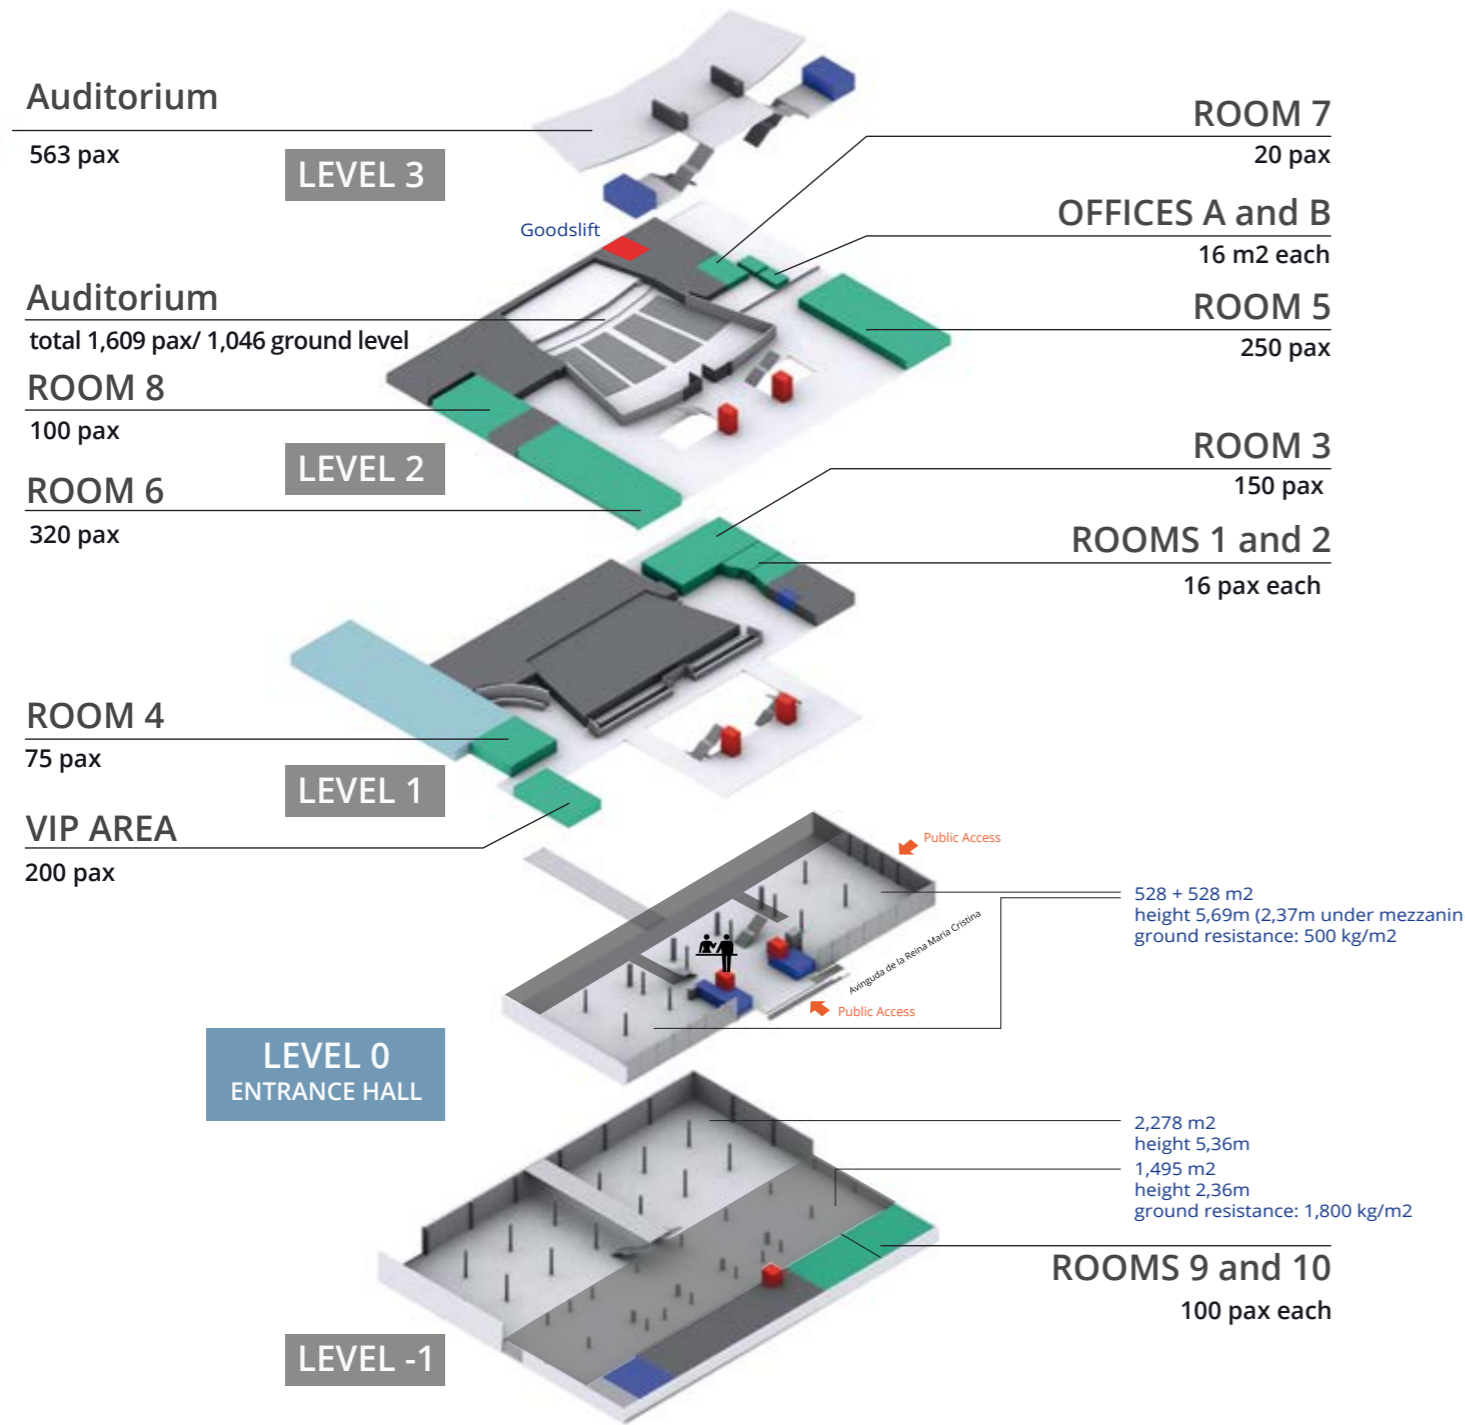 Auditorium
563 pax
LEVEL 3
ROOM 7
20 pax
Goodslift
OFFICES A and B
16 m2 each
Auditorium
total 1,609 pax/ 1,046 ground level
ROOM 5
250 pax
ROOM 8
100 pax
LEVEL 2
ROOM 6
320 pax
ROOM 3
150 pax
ROOMS 1 and 2
16 pax each
ROOM 4
75 pax
LEVEL 1
VIP AREA
200 pax
Public Access
528 + 528 m2
height 5,69m (2,37m under mezzanin
ground resistance: 500 kg/m2
Avinguda de la Reina Maria Cristina
Public Access
LEVEL 0
ENTRANCE HALL
2,278 m2
height 5,36m
1,495 m2
height 2,36m
ground resistance: 1,800 kg/m2
ROOMS 9 and 10
100 pax each
LEVEL -1